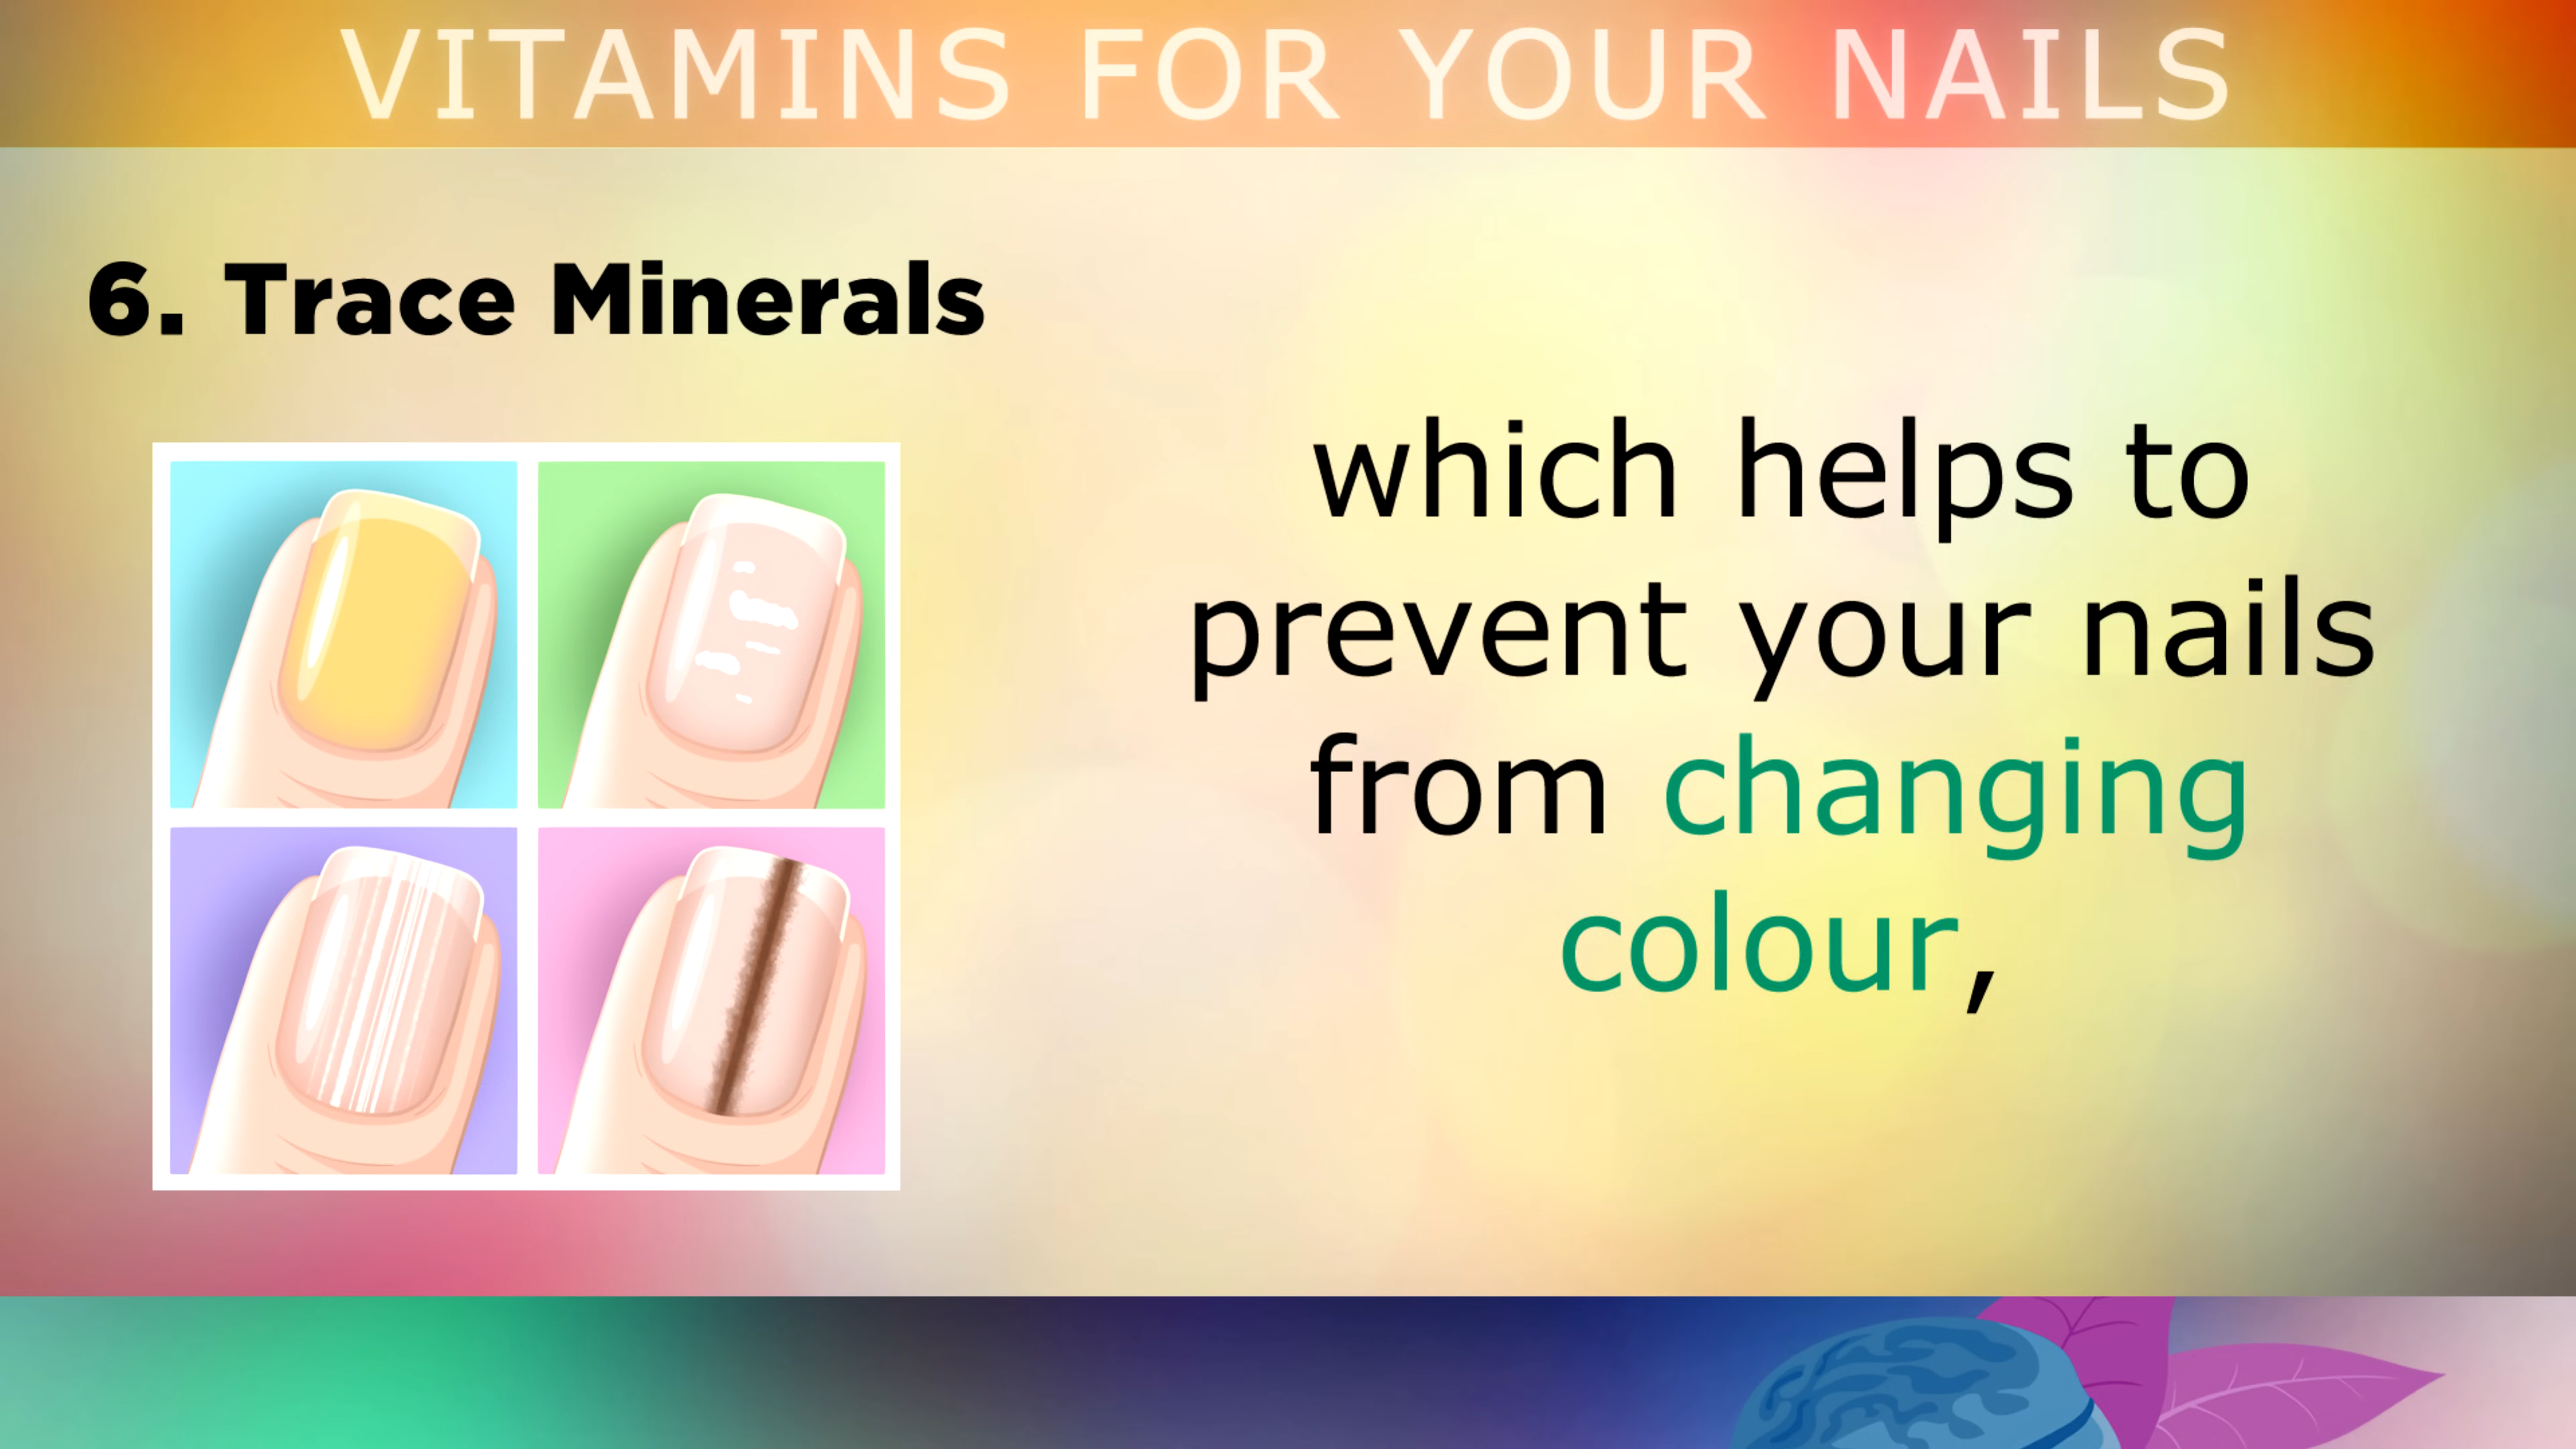 VITAMINS FOR YOUR NAILS
6. Trace Minerals
which helps to
prevent your nails
from changing
colour,